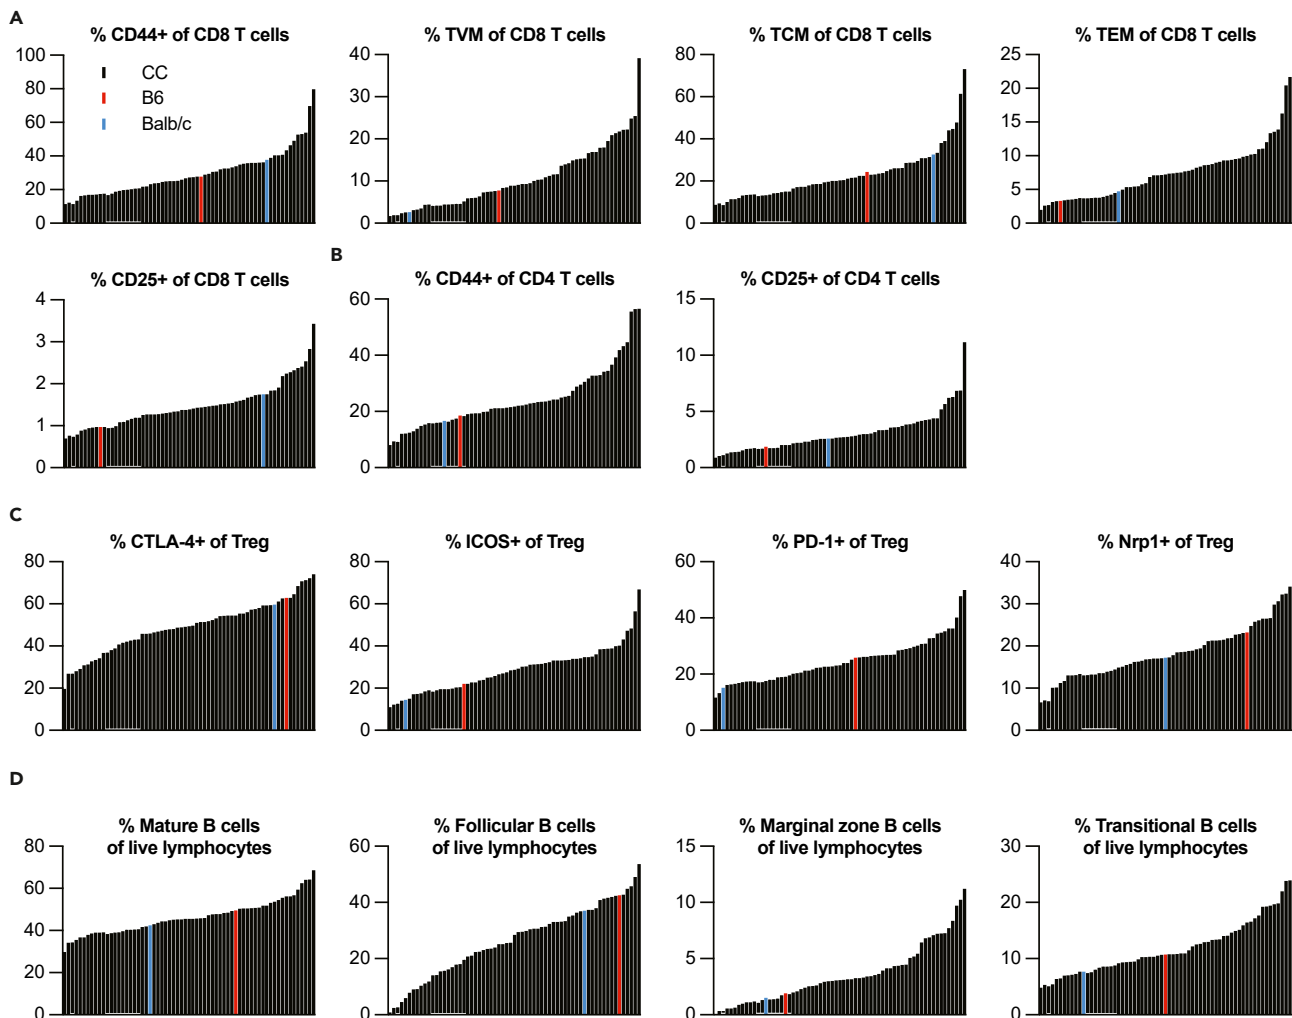 A
% CD44+ of CD8 T cells
% TVM of CD8 T cells
% TCM of CD8 T cells
% TEM of CD8 T cells
100
80
60
40
20
0
CC
B6
Balb/c
40
30
20
10
0
80
60
40
20
0
25
20
15
10
5
0
% CD25+ of CD8 T cells
4
3
2
1
0
B
% CD44+ of CD4 T cells
60
40
20
0
% CD25+ of CD4 T cells
15
10
5
0
C
% CTLA-4+ of Treg
80
60
40
20
0
% ICOS+ of Treg
80
60
40
20
0
% PD-1+ of Treg
60
40
20
0
% Nrp1+ of Treg
40
30
20
10
0
D
% Mature B cells
of live lymphocytes
80
60
40
20
0
% Follicular B cells
of live lymphocytes
60
40
20
0
% Marginal zone B cells
of live lymphocytes
15
10
5
0
% Transitional B cells
of live lymphocytes
30
20
10
0